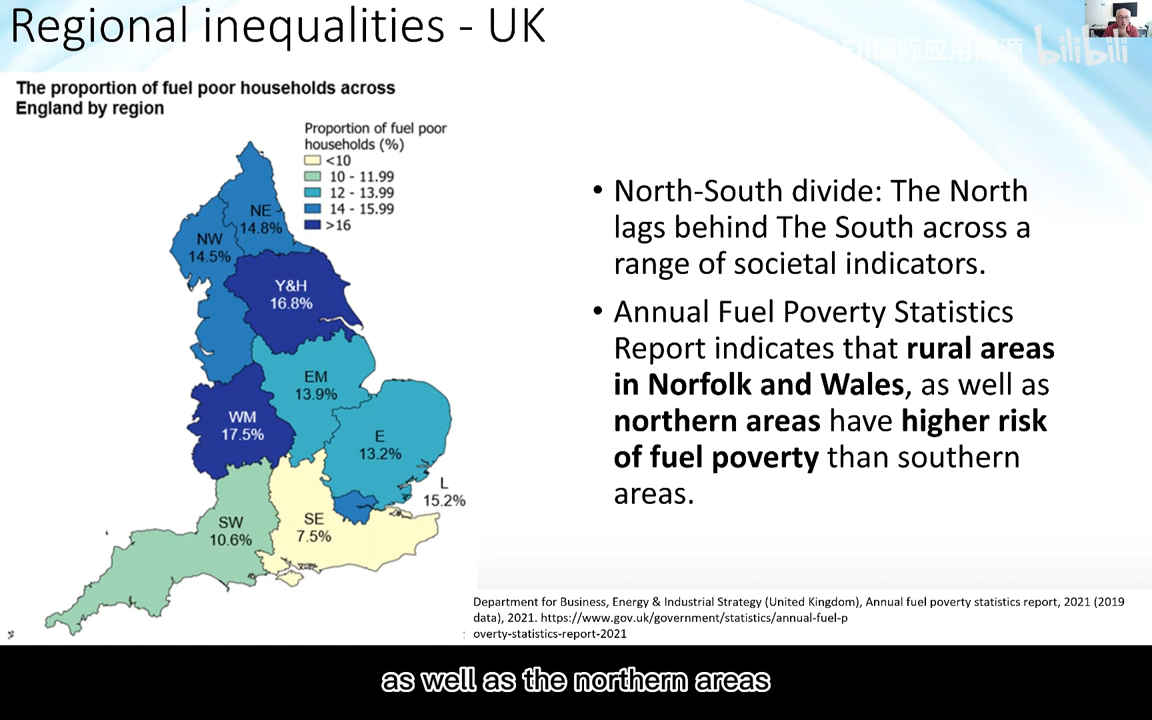 Regional inequalities - UK
国际应用能源
bilibili
The proportion of fuel poor households across
England by region
Proportion of fuel poor
households (%)
<10
10 - 11.99
12 - 13.99
14 - 15.99
>16
NE
14.8%
NW
14.5%
Y&H
16.8%
EM
13.9%
WM
17.5%
E
13.2%
L
15.2%
SW
10.6%
SE
7.5%
• North-South divide: The North
lags behind The South across a
range of societal indicators.
• Annual Fuel Poverty Statistics
Report indicates that rural areas
in Norfolk and Wales, as well as
northern areas have higher risk
of fuel poverty than southern
areas.
Department for Business, Energy & Industrial Strategy (United Kingdom), Annual fuel poverty statistics report, 2021 (2019
data), 2021. https://www.gov.uk/government/statistics/annual-fuel-p
overty-statistics-report-2021
as well as the northern areas